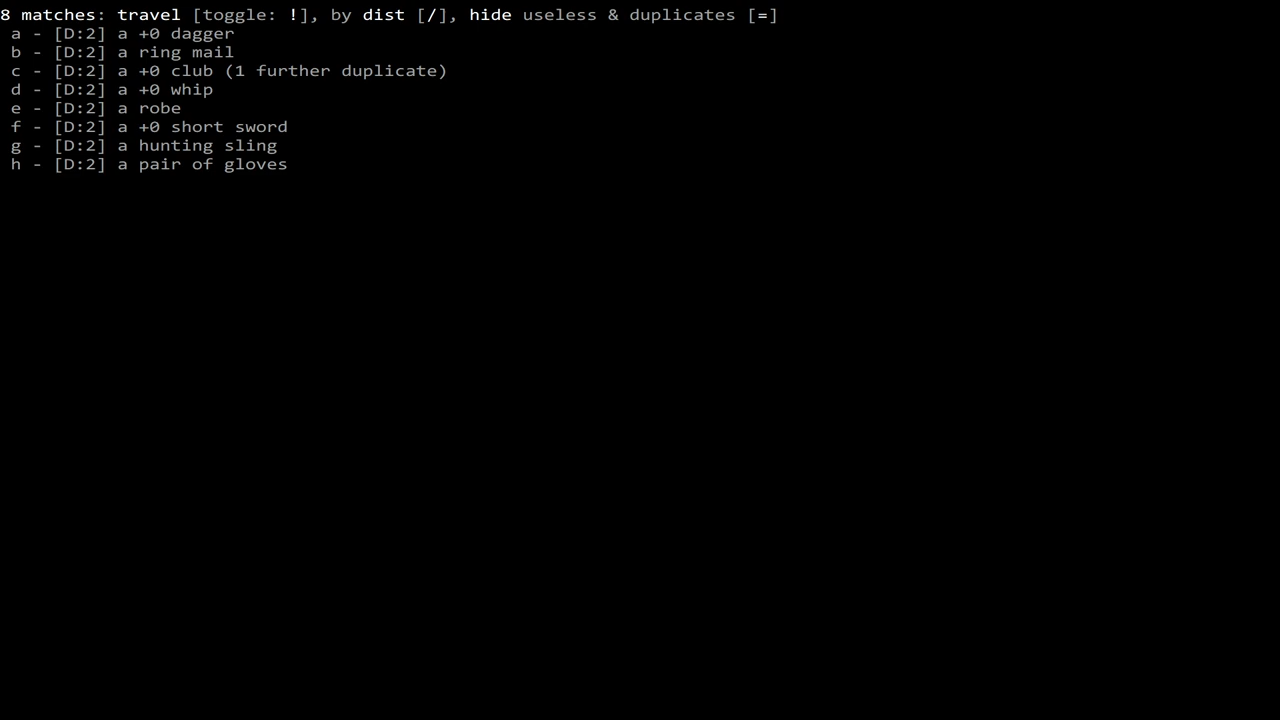 8 matches: travel [toggle: !], by dist [/], hide useless & duplicates [=]
a - [D:2] a +0 dagger
b - [D:2] a ring mail
c - [D:2] a +0 club (1 further duplicate)
d - [D:2] a +0 whip
e - [D:2] a robe
f - [D:2] a +0 short sword
g - [D:2] a hunting sling
h - [D:2] a pair of gloves